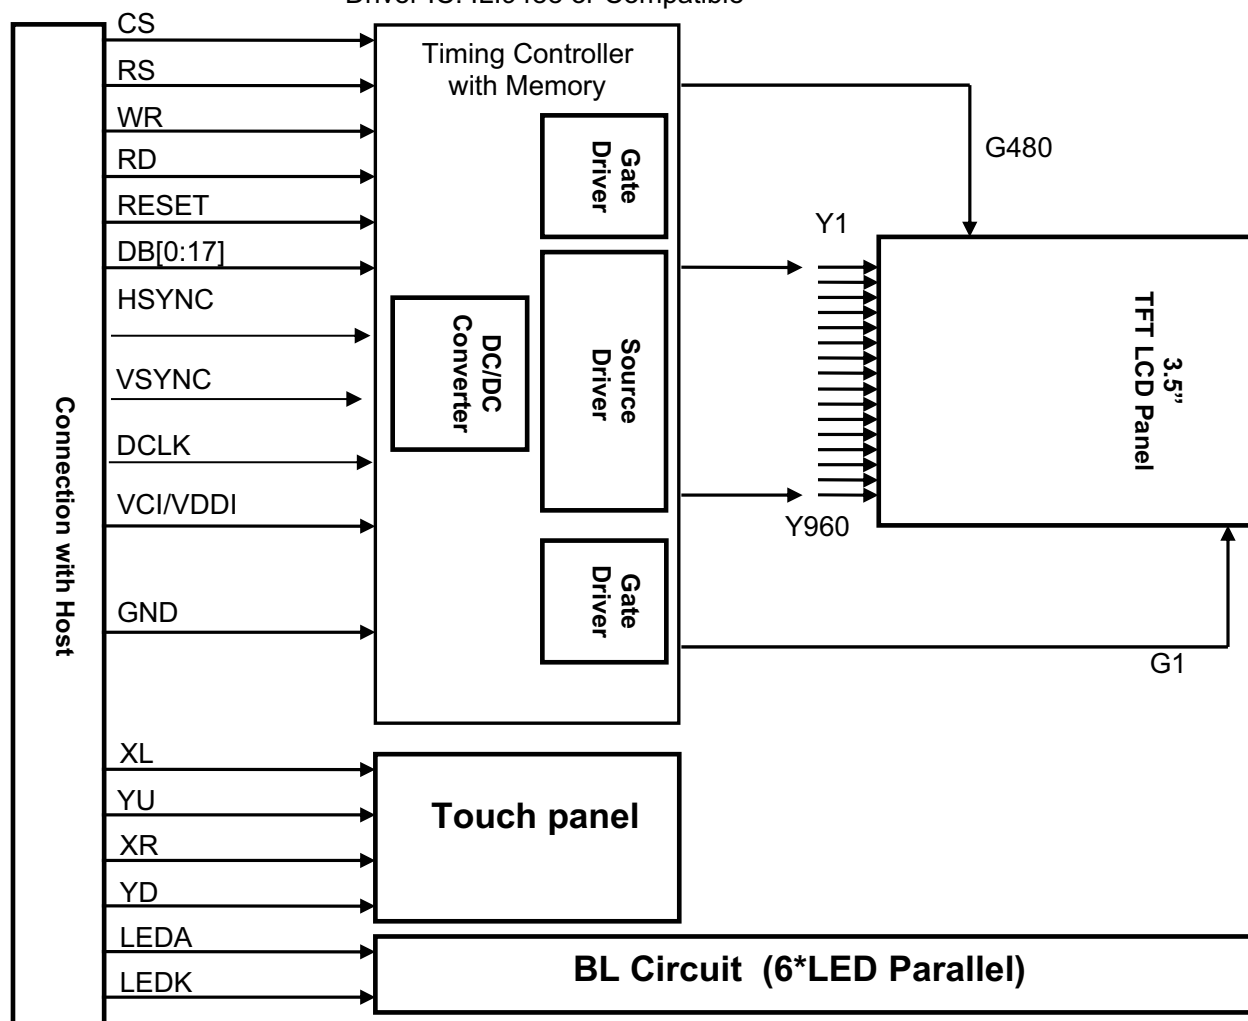 CS
RS
WR
RD
RESET
DB[0:17]
HSYNC
VSYNC
DCLK
VCI/VDDI
GND
XL
YU
XR
YD
LEDA
LEDK
Connection with Host
Timing Controller
with Memory
Gate
Driver
DC/DC
Converter
Source
Driver
Gate
Driver
G480
Y1
Y960
G1
3.5”
TFT LCD Panel
Touch panel
BL Circuit (6*LED Parallel)